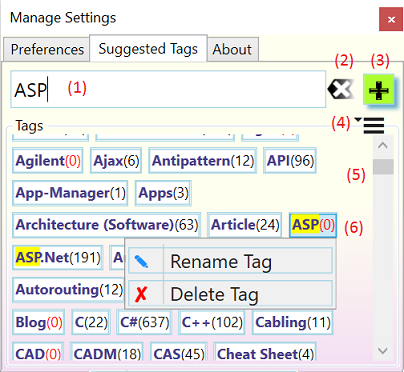 Manage Settings
Preferences Suggested Tags About
(2) (3)
ASP (1)
(4)
Tags
Agilent(0) Ajax(6) Antipattern(12) API(96)
(5)
App-Manager(1) Apps(3)
Architecture (Software)(63) Article(24) ASP(0) (6)
ASP.Net(191)
Rename Tag
Autorouting(12)
Delete Tag
Blog(0) C(22) C#(637) C++(102) Cabling(11)
CAD(0) CADM(18) CAS(45) Cheat Sheet(4)